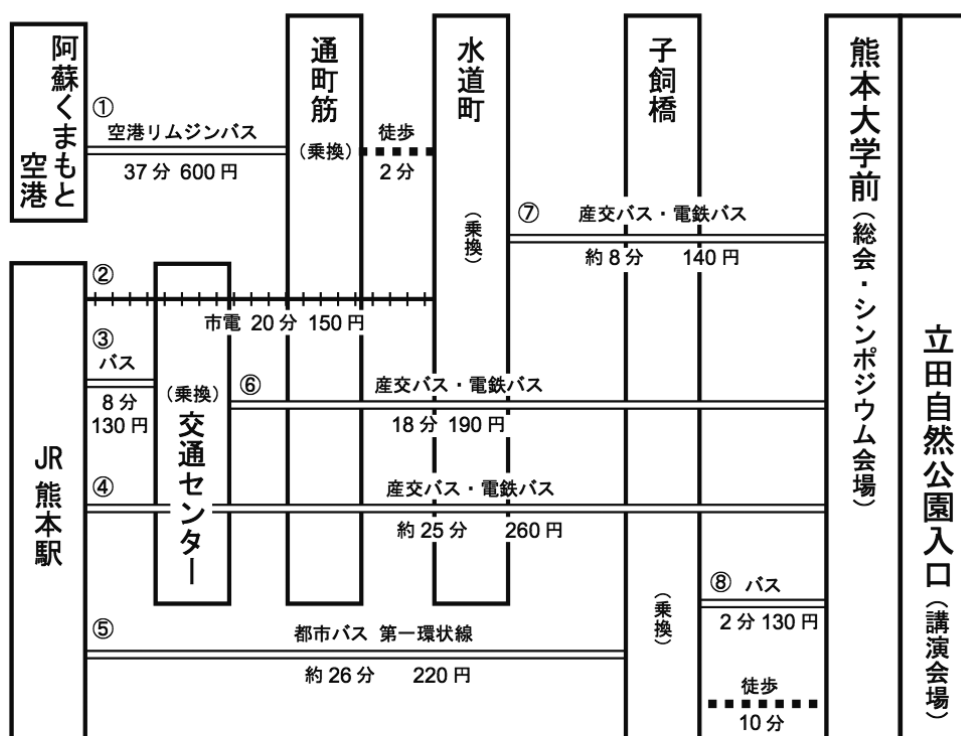 阿蘇くまもと
空港
①
空港リムジンバス
37分 600円
通町筋
(乗換)
徒歩
2分
水道町
(乗換)
子飼橋
(乗換)
熊本大学前(総会・シンポジウム会場)
立田自然公園入口(講演会場)
⑦
産交バス・電鉄バス
約8分 140円
JR熊本駅
②
市電 20分 150円
③
バス
8分
130円
(乗換)
交通センター
⑥
産交バス・電鉄バス
18分 190円
④
産交バス・電鉄バス
約25分 260円
⑧ バス
2分 130円
⑤
都市バス 第一環状線
約26分 220円
徒歩
10分